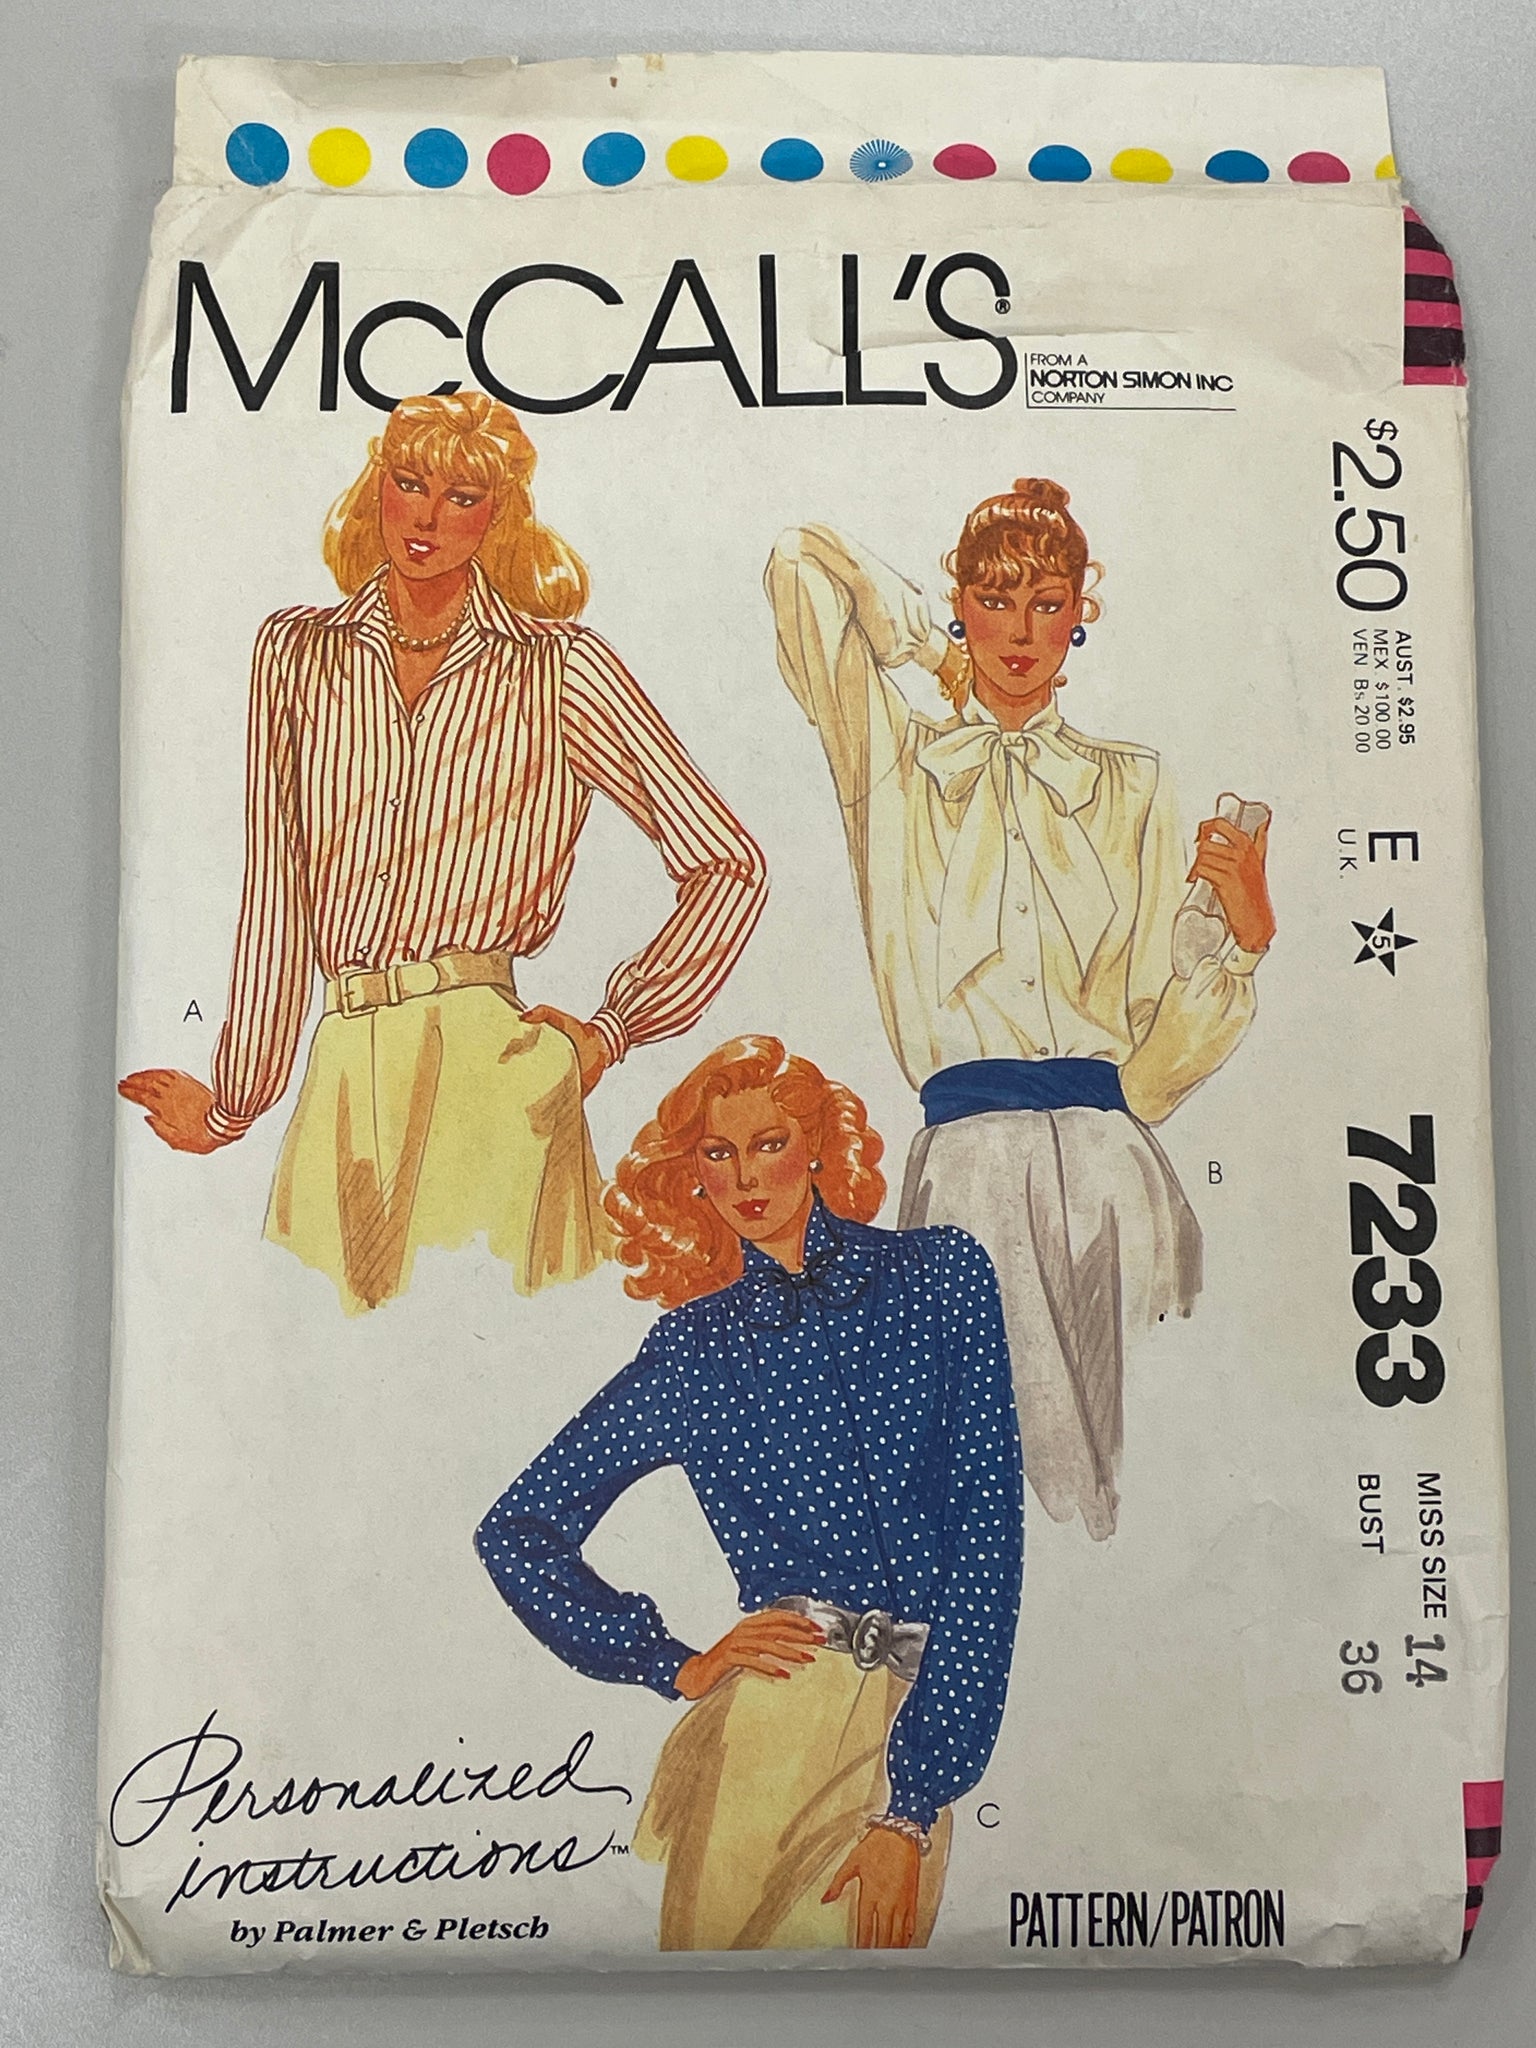 McCALL'S®
FROM A
NORTON SIMON INC
COMPANY
$2.50
AUST. $2.95
MEX. $100.00
VEN Bs 20.00
E
U.K.
5
7233
MISS SIZE 14
BUST 36
A
B
C
Personalized
instructions™
by Palmer & Pletsch
PATTERN/PATRON